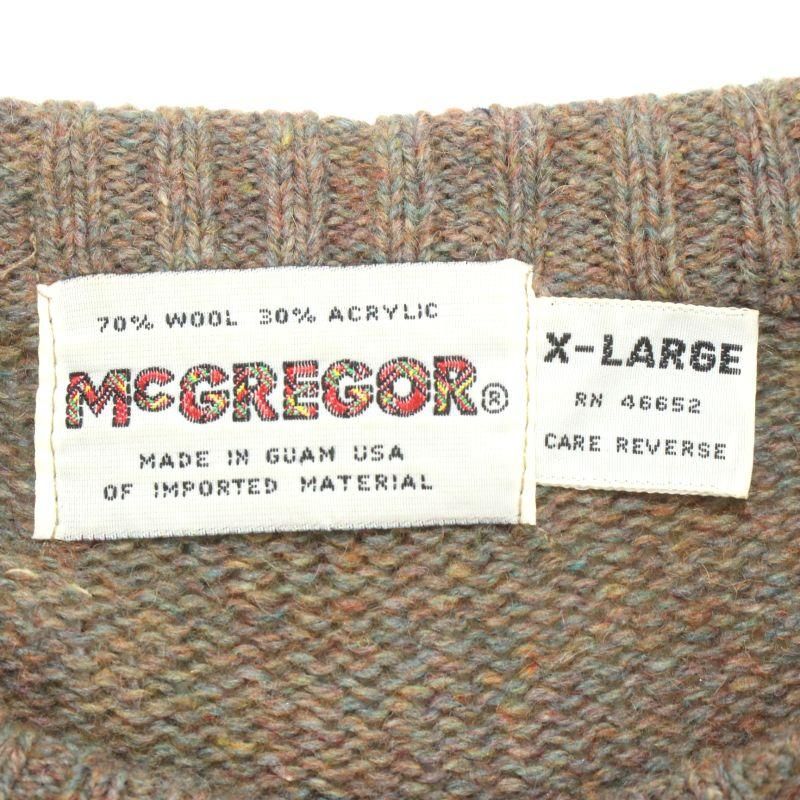 70% WOOL 30% ACRYLIC
McGREGOR®
MADE IN GUAM USA
OF IMPORTED MATERIAL
X-LARGE
RN 46652
CARE REVERSE